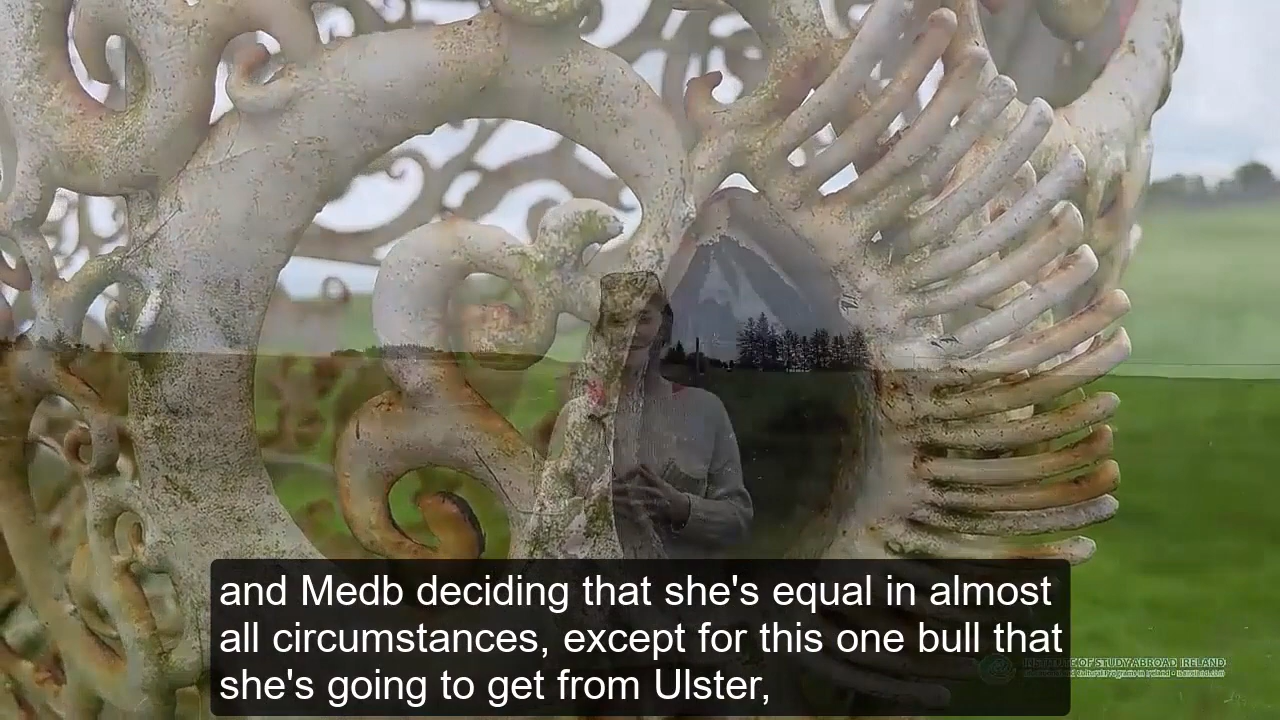 and Medb deciding that she's equal in almost
all circumstances, except for this one bull that
she's going to get from Ulster,
INSTITUTE OF STUDY ABROAD IRELAND